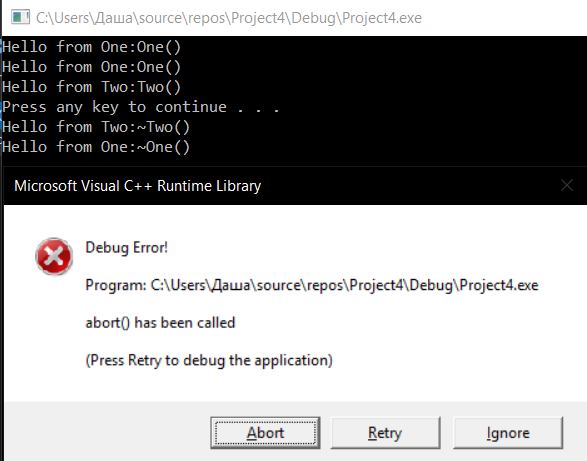 C:\Users\Даша\source\repos\Project4\Debug\Project4.exe
Hello from One:One()
Hello from One:One()
Hello from Two:Two()
Press any key to continue . . .
Hello from Two:~Two()
Hello from One:~One()
Microsoft Visual C++ Runtime Library
Debug Error!
Program: C:\Users\Даша\source\repos\Project4\Debug\Project4.exe
abort() has been called
(Press Retry to debug the application)
Abort Retry Ignore